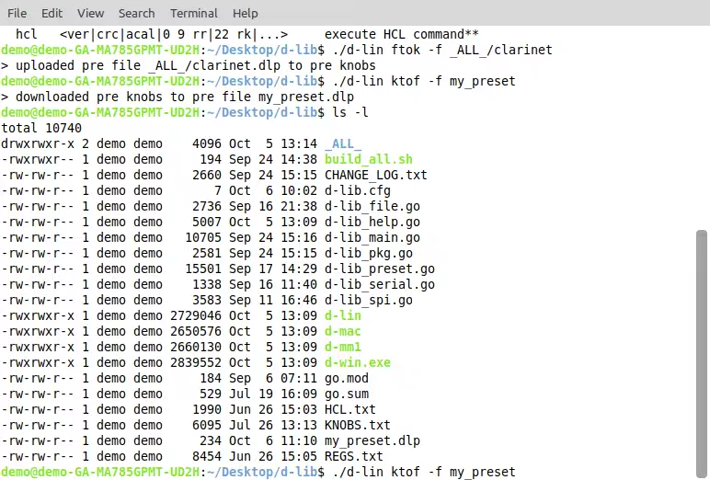 File Edit View Search Terminal Help
hcl <ver|crc|acal|0 9 rr|22 rk|...> execute HCL command**
demo@demo-GA-MA785GPMT-UD2H:~/Desktop/d-lib$ ./d-lin ftok -f _ALL_/clarinet
> uploaded pre file _ALL_/clarinet.dlp to pre knobs
demo@demo-GA-MA785GPMT-UD2H:~/Desktop/d-lib$ ./d-lin ktof -f my_preset
> downloaded pre knobs to pre file my_preset.dlp
demo@demo-GA-MA785GPMT-UD2H:~/Desktop/d-lib$ ls -l
total 10740
drwxrwxr-x 2 demo demo 4096 Oct 5 13:14 _ALL_
-rwxrwxr-- 1 demo demo 194 Sep 24 14:38 build_all.sh
-rw-rw-r-- 1 demo demo 2660 Sep 24 15:15 CHANGE_LOG.txt
-rw-rw-r-- 1 demo demo 7 Oct 6 10:02 d-lib.cfg
-rw-rw-r-- 1 demo demo 2736 Sep 16 21:38 d-lib_file.go
-rw-rw-r-- 1 demo demo 5007 Oct 5 13:09 d-lib_help.go
-rw-rw-r-- 1 demo demo 10705 Sep 24 15:16 d-lib_main.go
-rw-rw-r-- 1 demo demo 2581 Sep 24 15:15 d-lib_pkg.go
-rw-rw-r-- 1 demo demo 15501 Sep 17 14:29 d-lib_preset.go
-rw-rw-r-- 1 demo demo 1338 Sep 16 11:40 d-lib_serial.go
-rw-rw-r-- 1 demo demo 3583 Sep 11 16:46 d-lib_spi.go
-rwxrwxr-x 1 demo demo 2729046 Oct 5 13:09 d-lin
-rwxrwxr-x 1 demo demo 2650576 Oct 5 13:09 d-mac
-rwxrwxr-x 1 demo demo 2660130 Oct 5 13:09 d-mm1
-rwxrwxr-x 1 demo demo 2839552 Oct 5 13:09 d-win.exe
-rw-rw-r-- 1 demo demo 184 Sep 6 07:11 go.mod
-rw-rw-r-- 1 demo demo 529 Jul 19 16:09 go.sum
-rw-rw-r-- 1 demo demo 1990 Jun 26 15:03 HCL.txt
-rw-rw-r-- 1 demo demo 6095 Jul 26 13:13 KNOBS.txt
-rw-rw-r-- 1 demo demo 234 Oct 6 11:10 my_preset.dlp
-rw-rw-r-- 1 demo demo 8454 Jun 26 15:05 REGS.txt
demo@demo-GA-MA785GPMT-UD2H:~/Desktop/d-lib$ ./d-lin ktof -f my_preset